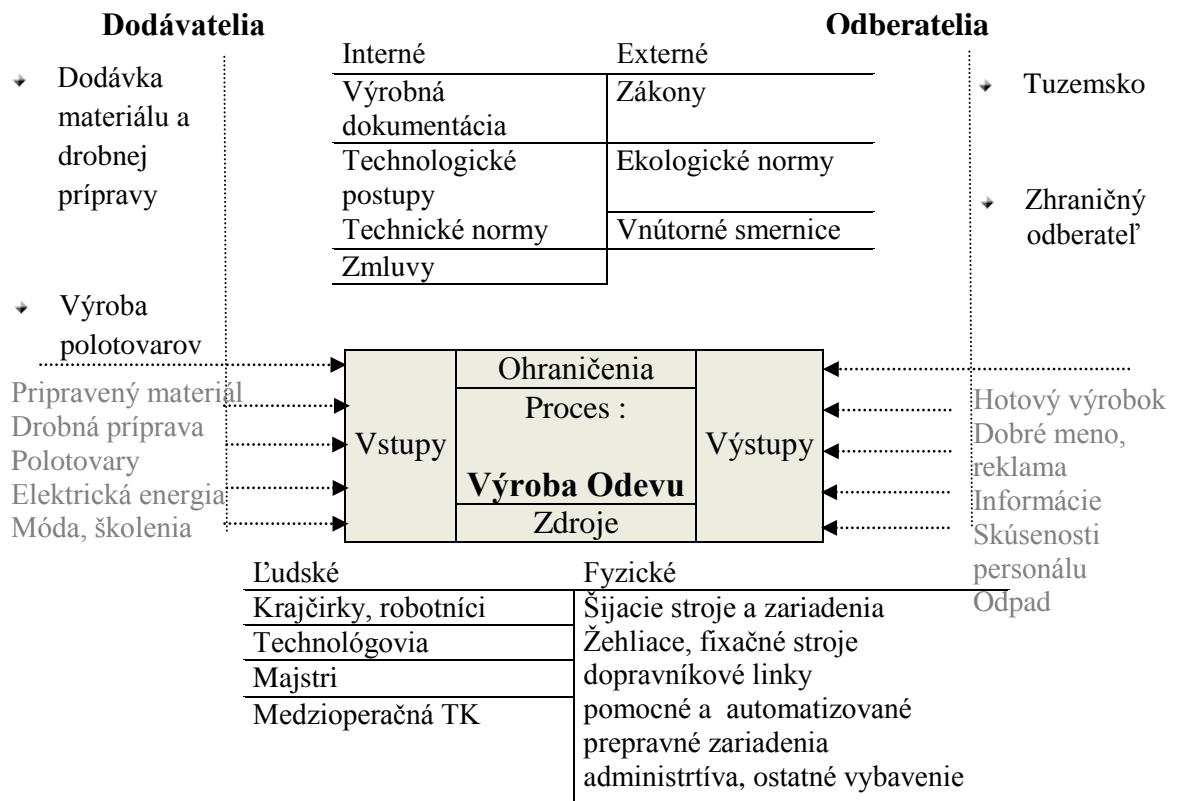 Dodávatelia
Odberatelia
Dodávka
materiálu a
drobnej
prípravy
Výroba
polotovarov
Interné
Externé
Výrobná
dokumentácia
Zákony
Technologické
postupy
Ekologické normy
Technické normy
Vnútorné smernice
Zmluvy
Tuzemsko
Zhraničný
odberateľ
Pripravený materiál
Drobná príprava
Polotovary
Elektrická energia
Móda, školenia
Vstupy
Ohraničenia
Proces :
Výroba Odevu
Zdroje
Výstupy
Hotový výrobok
Dobré meno,
reklama
Informácie
Skúsenosti
personálu
Odpad
Ľudské
Fyzické
Krajčirky, robotníci
Technológovia
Majstri
Medzioperačná TK
Šijacie stroje a zariadenia
Žehliace, fixačné stroje
dopravníkové linky
pomocné a automatizované
prepravné zariadenia
administrtíva, ostatné vybavenie